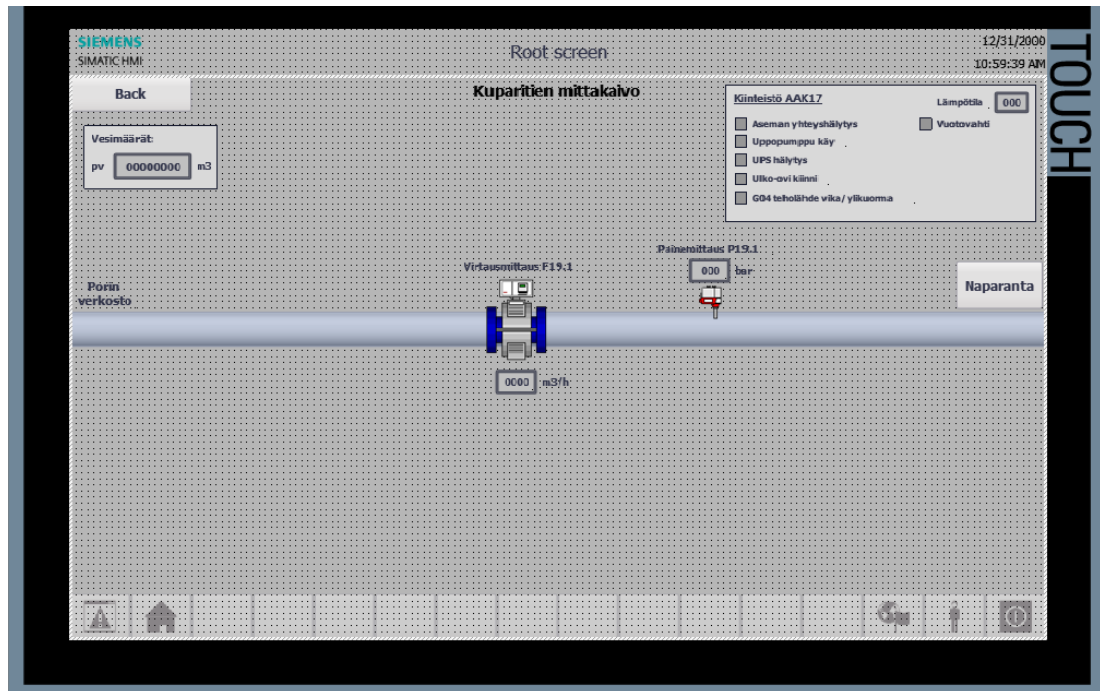 SIEMENS
SIMATIC HMI
Root screen
12/31/2000
10:59:39 AM
TOUCH
Back
Kuparitien mittakaivo
Kiinteistö AAK17
Lämpötila 000
Aseman yhteyshälytys
Vuotovahti
Uppopumppu käy
UPS hälytys
Ulko-ovi kiinni
G04 teholähde vika/ ylikuorma
Vesimäärät:
pv 00000000 m3
Painemittaus P19.1
000 bar
Virtausmittaus F19.1
Porin
verkosto
Naparanta
0000 m3/h